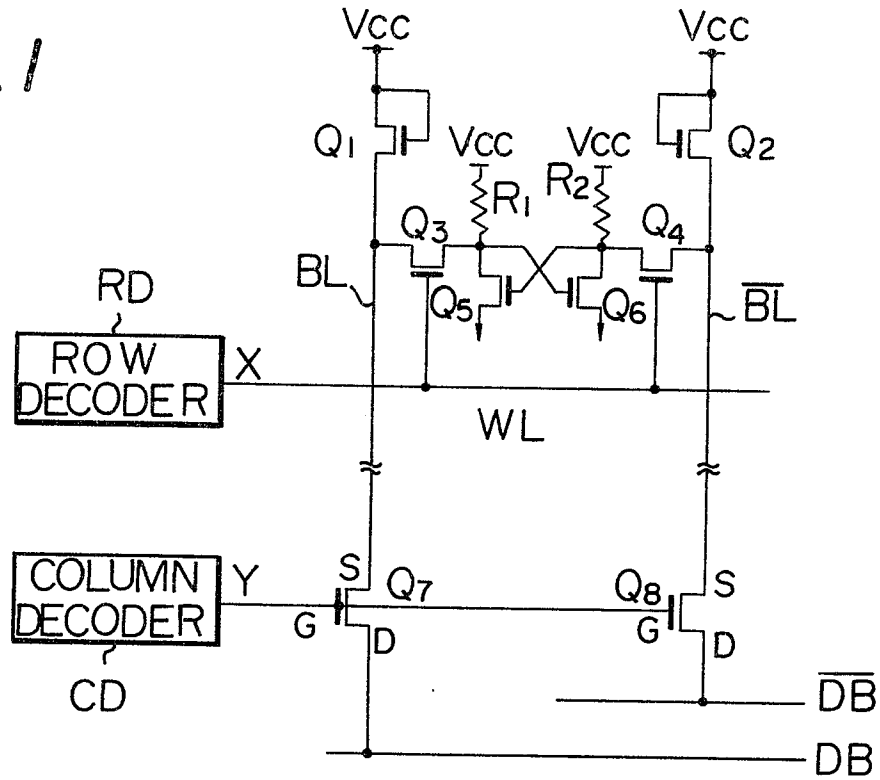 1
VCC
VCC
Q1
VCC
VCC
Q2
R1
R2
Q3
Q4
BL
Q5
Q6
B̅L̅
RD
ROW
DECODER
X
WL
COLUMN
DECODER
Y
S
Q7
Q8
S
G
D
G
D
CD
D̅B̅
DB